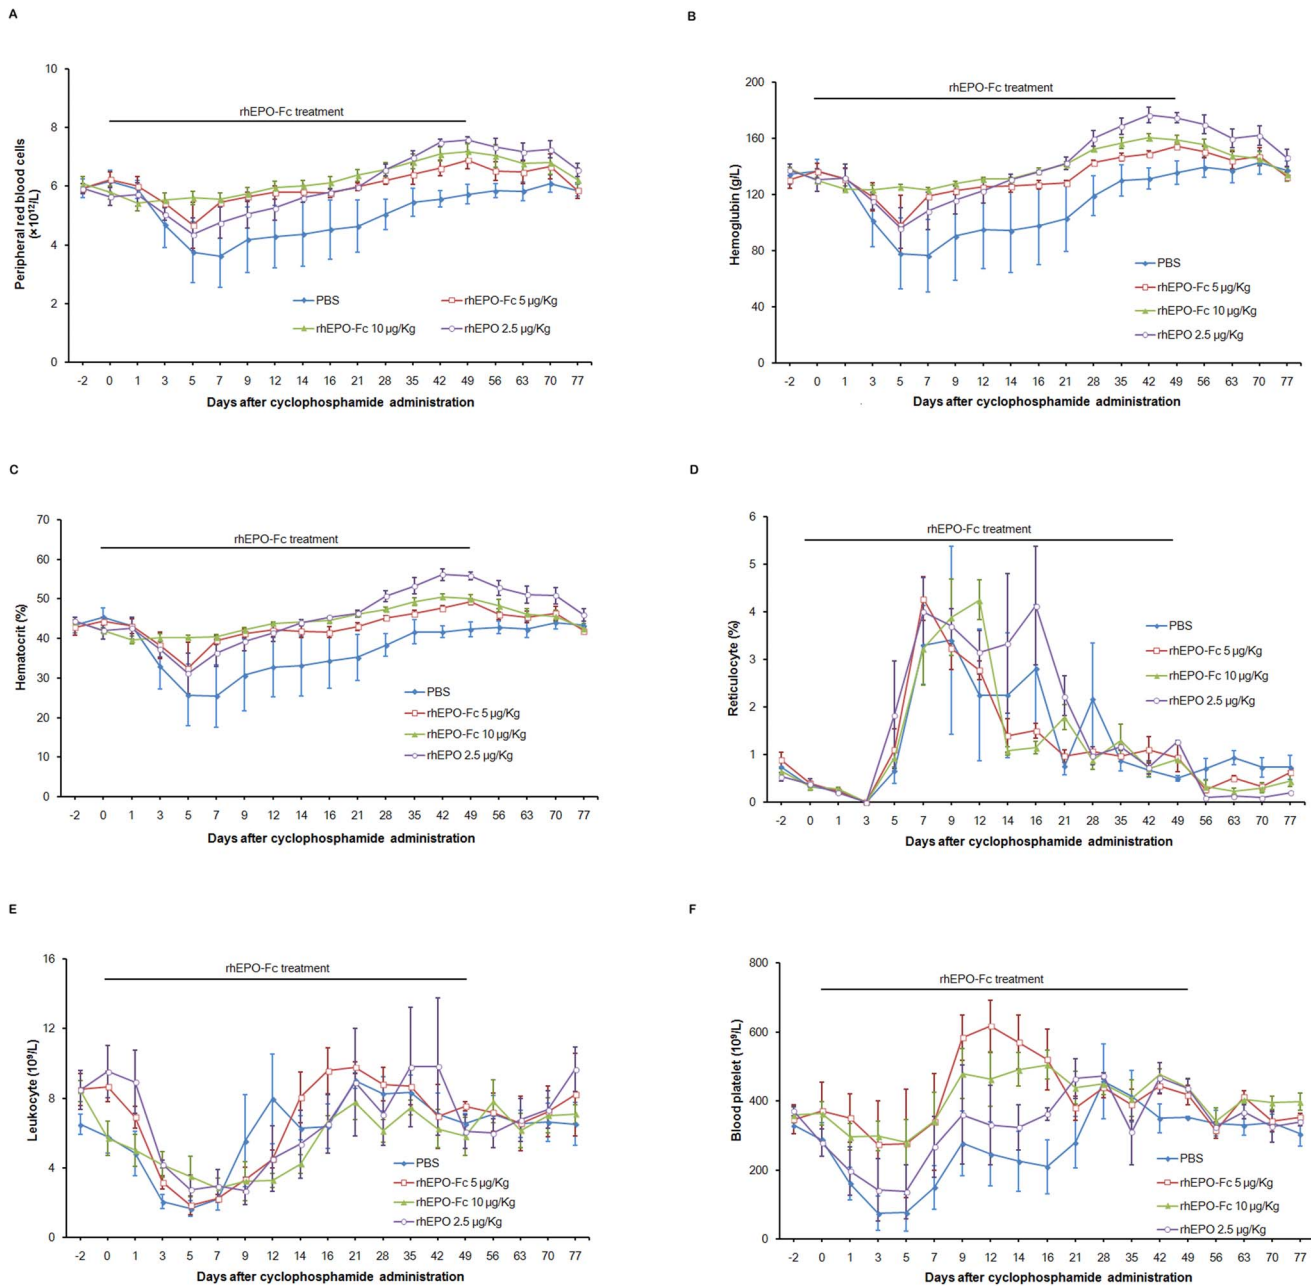 A
rhEPO-Fc treatment
Peripheral red blood cells
(×10¹²/L)
10
8
6
4
2
0
PBS
rhEPO-Fc 5 µg/Kg
rhEPO-Fc 10 µg/Kg
rhEPO 2.5 µg/Kg
-2 0 1 3 5 7 9 12 14 16 21 28 35 42 49 56 63 70 77
Days after cyclophosphamide administration
B
rhEPO-Fc treatment
Hemoglubin (g/L)
200
160
120
80
40
0
PBS
rhEPO-Fc 5 µg/Kg
rhEPO-Fc 10 µg/Kg
rhEPO 2.5 µg/Kg
-2 0 1 3 5 7 9 12 14 16 21 28 35 42 49 56 63 70 77
Days after cyclophosphamide administration
C
rhEPO-Fc treatment
Hematocrit (%)
70
60
50
40
30
20
10
0
PBS
rhEPO-Fc 5 µg/Kg
rhEPO-Fc 10 µg/Kg
rhEPO 2.5 µg/Kg
-2 0 1 3 5 7 9 12 14 16 21 28 35 42 49 56 63 70 77
Days after cyclophosphamide administration
D
rhEPO-Fc treatment
Reticulocyte (%)
6
5
4
3
2
1
0
PBS
rhEPO-Fc 5 µg/Kg
rhEPO-Fc 10 µg/Kg
rhEPO 2.5 µg/Kg
-2 0 1 3 5 7 9 12 14 16 21 28 35 42 49 56 63 70 77
Days after cyclophosphamide administration
E
rhEPO-Fc treatment
Leukocyte (10⁹/L)
16
12
8
4
0
PBS
rhEPO-Fc 5 µg/Kg
rhEPO-Fc 10 µg/Kg
rhEPO 2.5 µg/Kg
-2 0 1 3 5 7 9 12 14 16 21 28 35 42 49 56 63 70 77
Days after cyclophosphamide administration
F
rhEPO-Fc treatment
Blood platelet (10⁹/L)
800
600
400
200
0
PBS
rhEPO-Fc 5 µg/Kg
rhEPO-Fc 10 µg/Kg
rhEPO 2.5 µg/Kg
-2 0 1 3 5 7 9 12 14 16 21 28 35 42 49 56 63 70 77
Days after cyclophosphamide administration